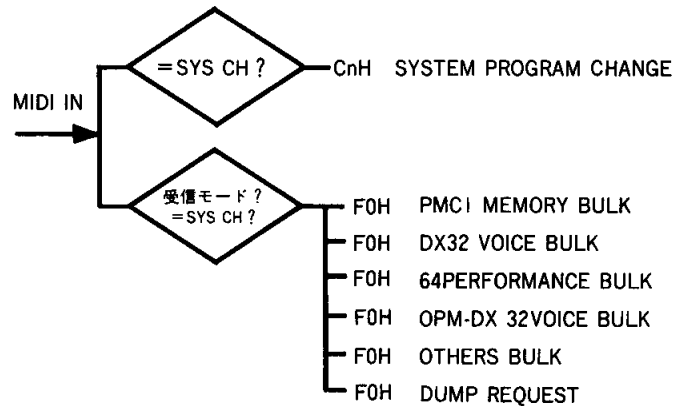 =SYS CH ?
CnH SYSTEM PROGRAM CHANGE
MIDI IN
受信モード ?
=SYS CH ?
F0H PMC1 MEMORY BULK
F0H DX32 VOICE BULK
F0H 64PERFORMANCE BULK
F0H OPM-DX 32VOICE BULK
F0H OTHERS BULK
F0H DUMP REQUEST